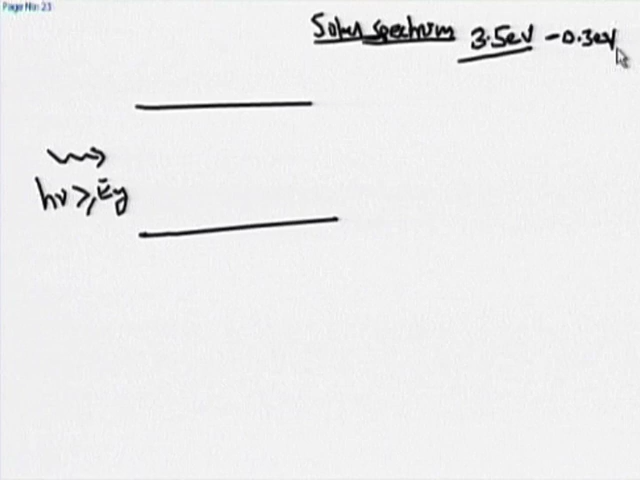 Page No: 23
Solar spectrum 3.5eV - 0.3eV
hν ≥ Eg